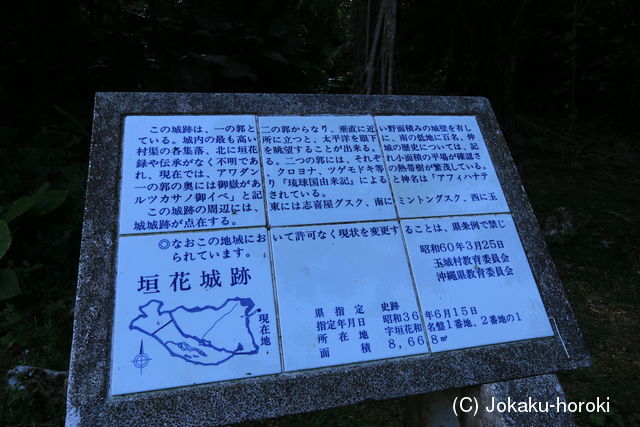 この城跡は、一の郭と二の郭からなり、垂直に近い野面積みの城壁を有し
ている。城内の最も高い所に立つと、太平洋を眼下に、南の低地に百名、仲
村渠の各集落、北に垣花を眺望することが出来る。城の歴史については、記
録や伝承がなく不明である。二つの郭には、それぞれ小面積の平場が確認さ
れ、現在では、アワダン、クロヨナ、ツゲモドキ等の熱帯樹が繁茂している。
一の郭の奥には御嶽があり『琉球国由来記』によると神名は「アフィハナテ
ルツカサノ御イベ」と記されている。
この城跡の周辺には、東には志喜屋グスク、南にミントングスク、西に玉
城城跡が点在する。
◎なおこの地域において許可なく現状を変更することは、県条例で禁じ
られています。
昭和60年3月25日
玉城村教育委員会
沖縄県教育委員会
垣花城跡
現在地
県指定 史跡
指定年月日 昭和36年6月15日
所在地 字垣花和名盤1番地、2番地の1
面積 8,668㎡
(C) Jokaku-horoki